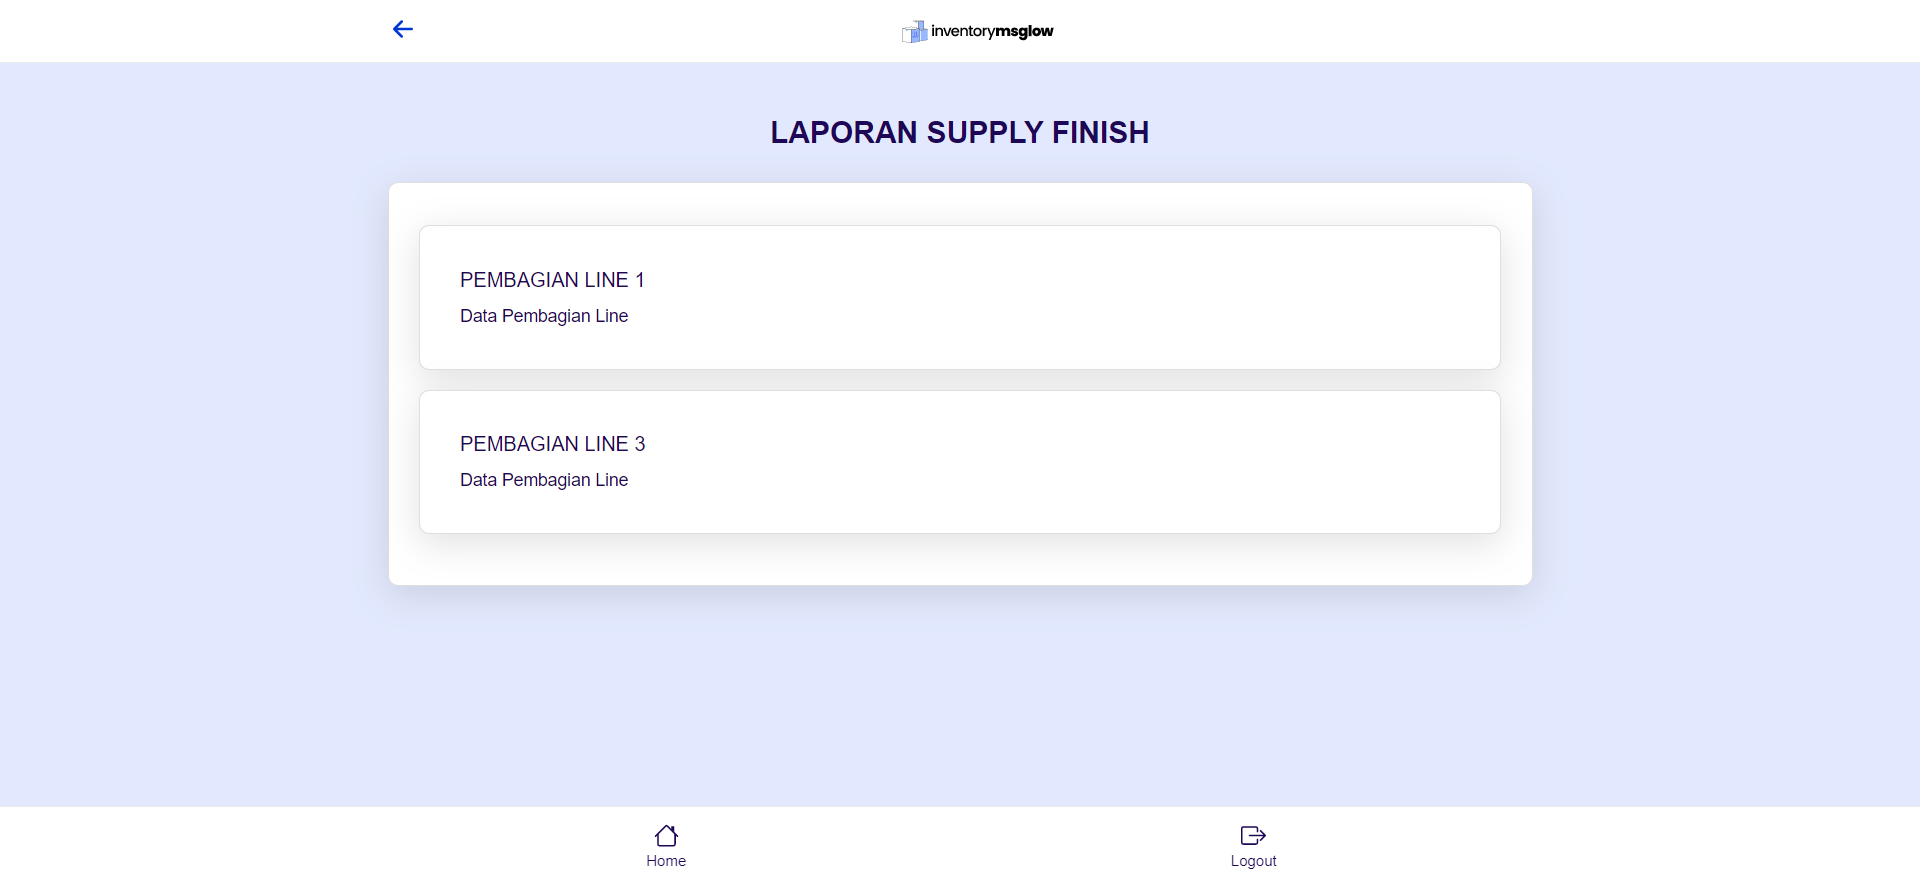 inventorymsglow
LAPORAN SUPPLY FINISH
PEMBAGIAN LINE 1
Data Pembagian Line
PEMBAGIAN LINE 3
Data Pembagian Line
Home
Logout